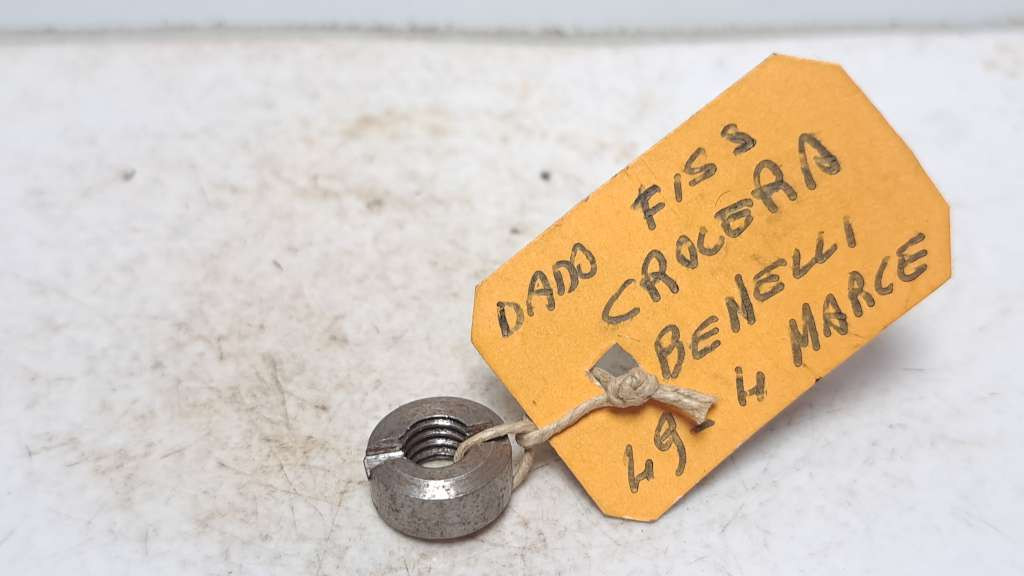 DADO FISS
CROCERA
BENELLI
49- 4 MARCE